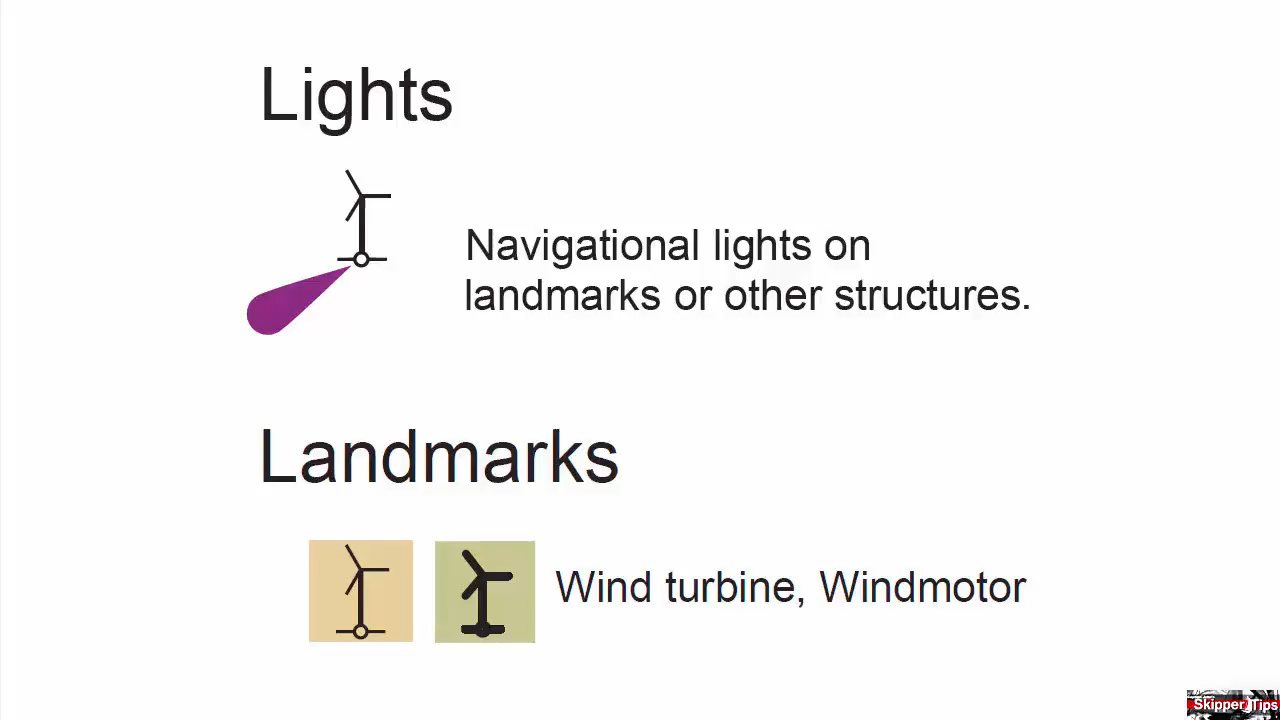 Lights
Navigational lights on
landmarks or other structures.
Landmarks
Wind turbine, Windmotor
Skipper Tips